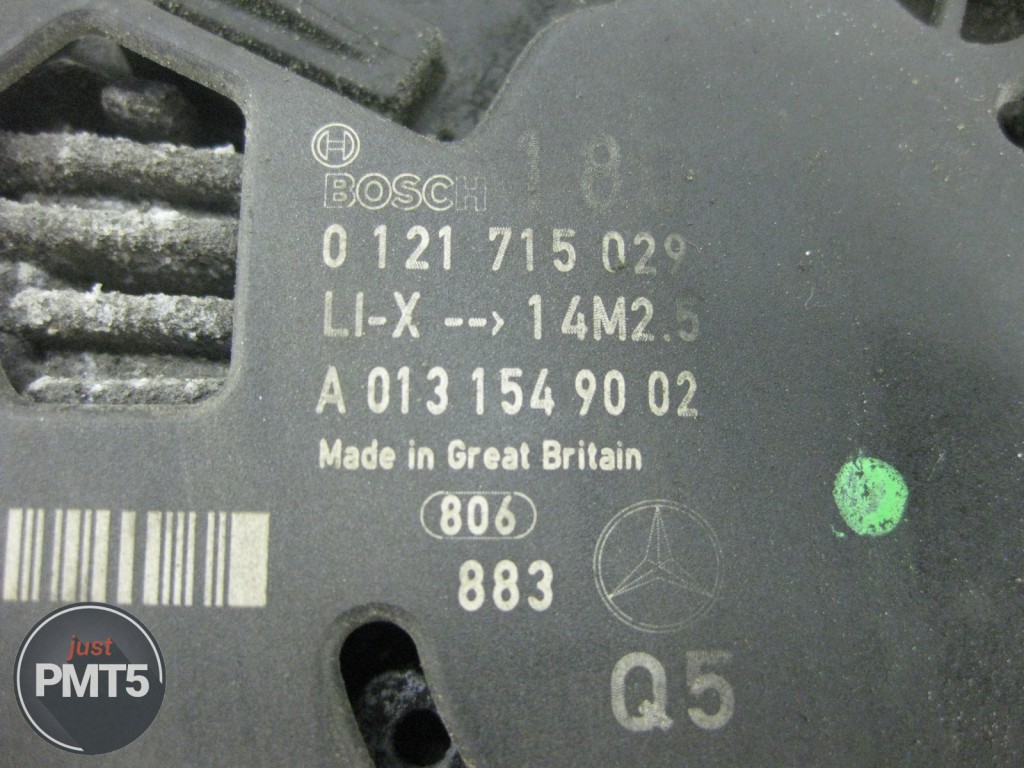 18
BOSCH
0 121 715 029
LI-X --> 14M2.5
A 013 154 90 02
Made in Great Britain
806
883
Q5
just
PMT5